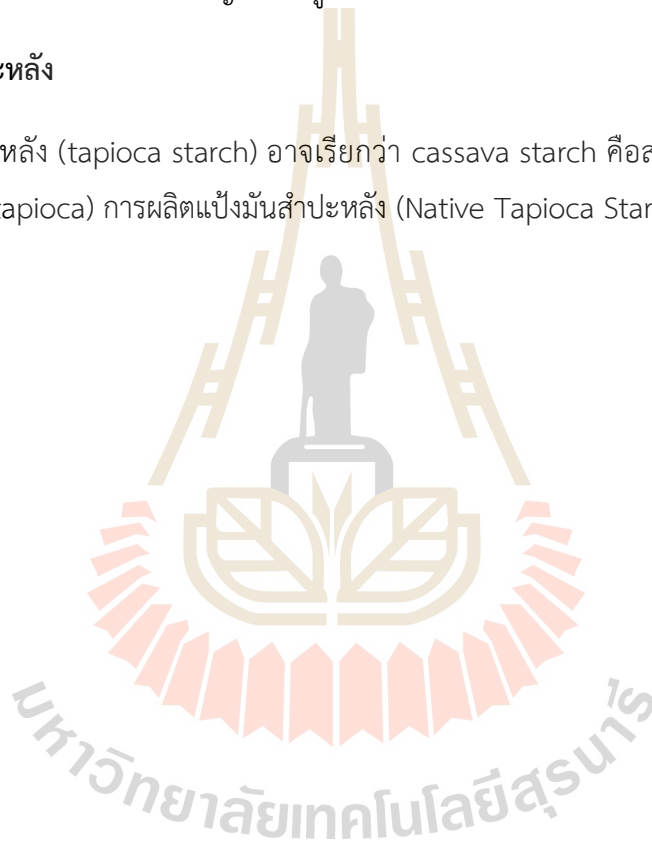 ะหลัง
หลัง (tapioca starch) อาจเรียกว่า cassava starch คือส
tapioca) การผลิตแป้งมันสำปะหลัง (Native Tapioca Star
มหาวิทยาลัยเทคโนโลยีสุรนารี